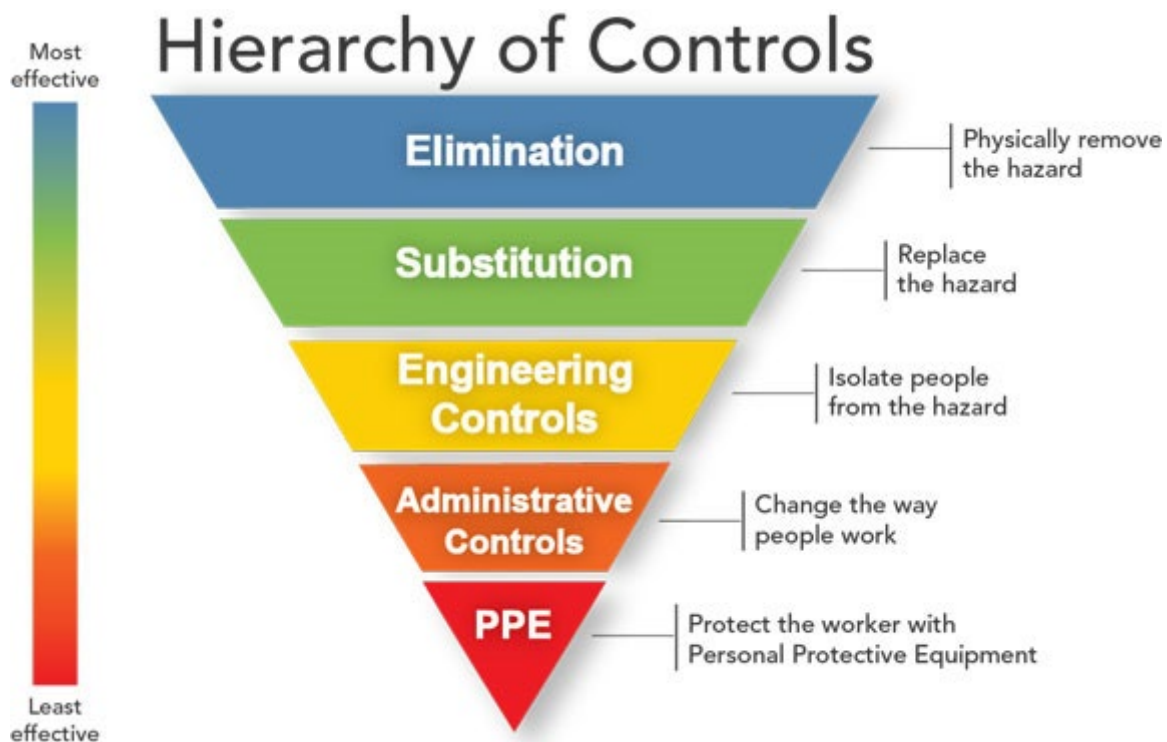 Hierarchy of Controls
Most
effective
Elimination
Physically remove
the hazard
Substitution
Replace
the hazard
Engineering
Controls
Isolate people
from the hazard
Administrative
Controls
Change the way
people work
PPE
Protect the worker with
Personal Protective Equipment
Least
effective